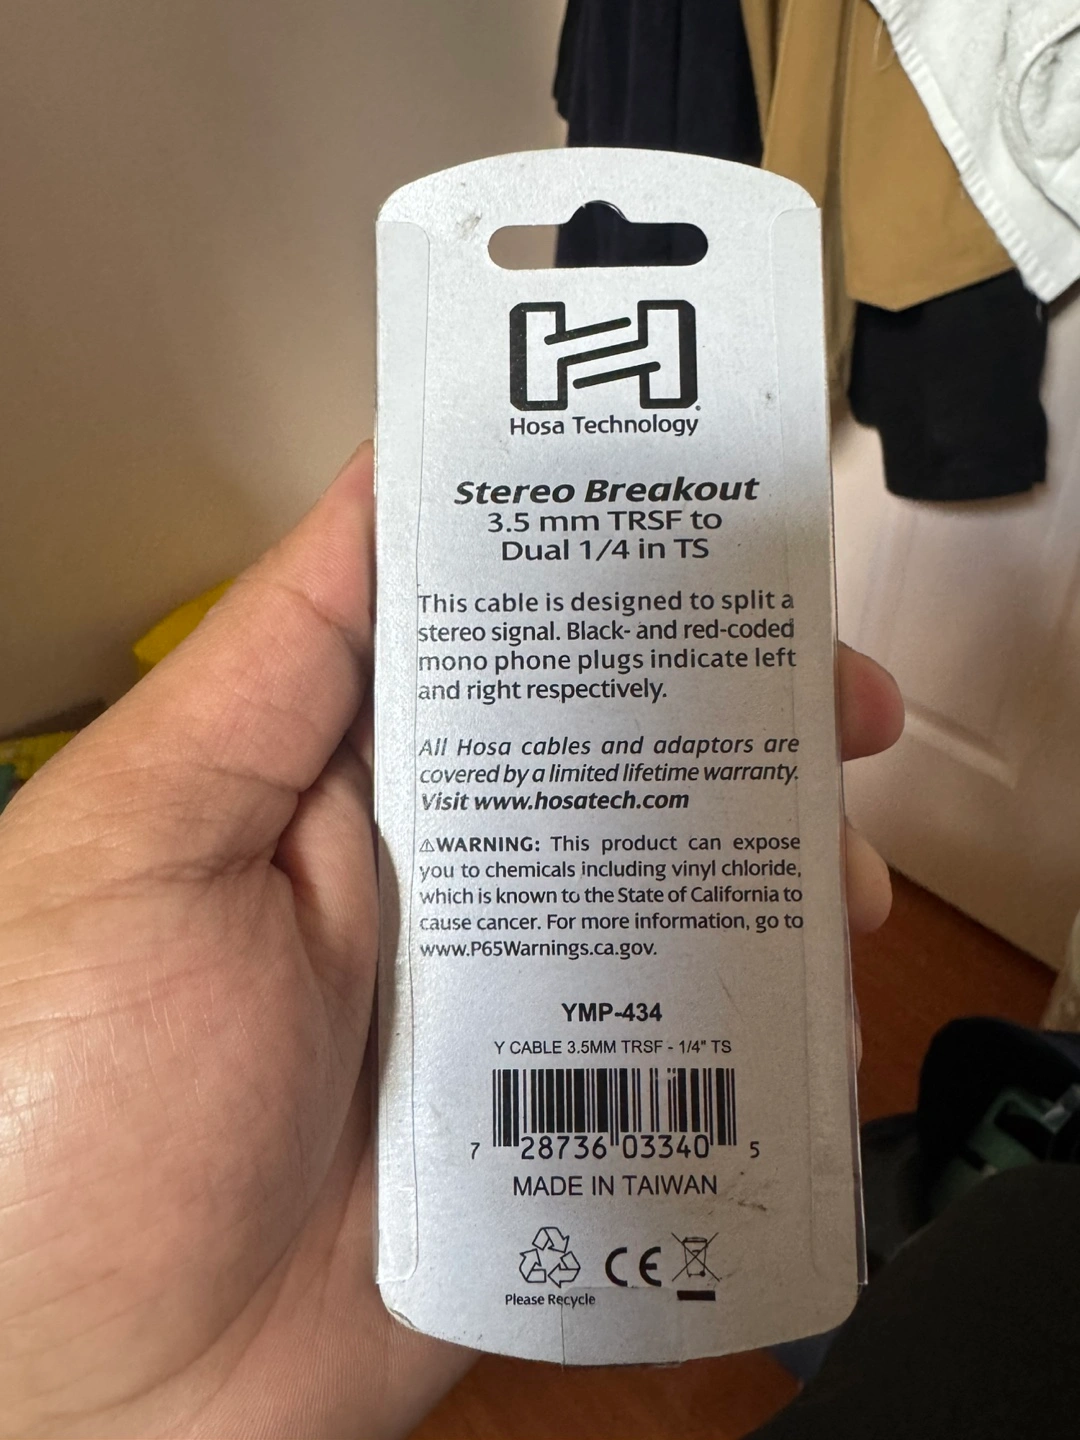 Hosa Technology®
Stereo Breakout
3.5 mm TRSF to
Dual 1/4 in TS
This cable is designed to split a
stereo signal. Black- and red-coded
mono phone plugs indicate left
and right respectively.
All Hosa cables and adaptors are
covered by a limited lifetime warranty.
Visit www.hosatech.com
⚠WARNING: This product can expose
you to chemicals including vinyl chloride,
which is known to the State of California to
cause cancer. For more information, go to
www.P65Warnings.ca.gov.
YMP-434
Y CABLE 3.5MM TRSF - 1/4" TS
7 28736 03340 5
MADE IN TAIWAN
CE
Please Recycle